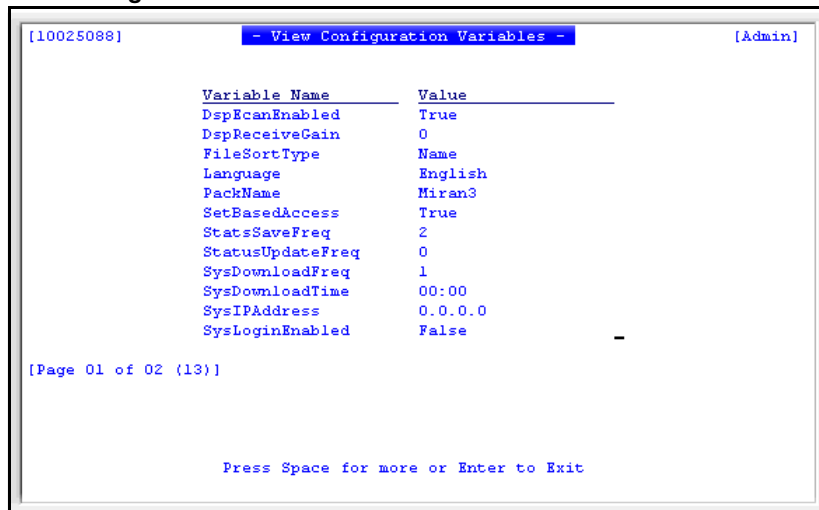 [10025088] - View Configuration Variables - [Admin]
Variable Name Value
DspEcanEnabled True
DspReceiveGain 0
FileSortType Name
Language English
PackName Miran3
SetBasedAccess True
StatsSaveFreq 2
StatusUpdateFreq 0
SysDownloadFreq 1
SysDownloadTime 00:00
SysIPAddress 0.0.0.0
SysLoginEnabled False
[Page 01 of 02 (13)]
Press Space for more or Enter to Exit